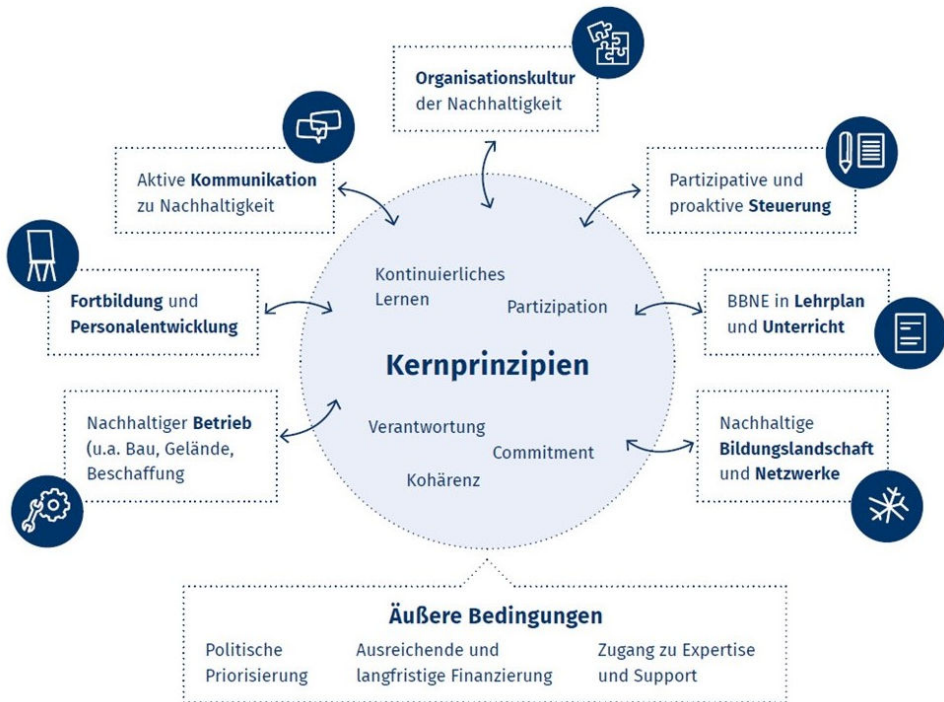 Organisationskultur
der Nachhaltigkeit
Aktive Kommunikation
zu Nachhaltigkeit
Partizipative und
proaktive Steuerung
Fortbildung und
Personalentwicklung
BBNE in Lehrplan
und Unterricht
Nachhaltiger Betrieb
(u.a. Bau, Gelände,
Beschaffung
Nachhaltige
Bildungslandschaft
und Netzwerke
Kontinuierliches
Lernen
Partizipation
Kernprinzipien
Verantwortung
Commitment
Kohärenz
Äußere Bedingungen
Politische
Priorisierung
Ausreichende und
langfristige Finanzierung
Zugang zu Expertise
und Support